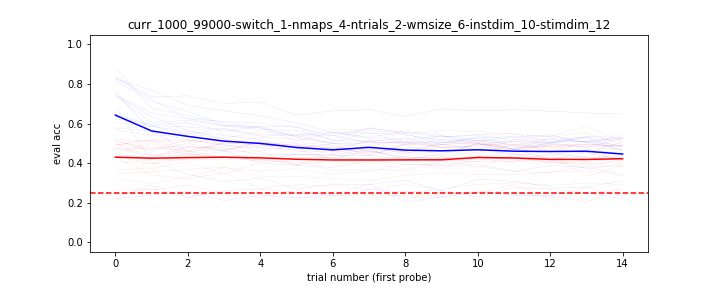 curr_1000_99000-switch_1-nmaps_4-ntrials_2-wmsize_6-instdim_10-stimdim_12
1.0
0.8
0.6
0.4
0.2
0.0
eval acc
0 2 4 6 8 10 12 14
trial number (first probe)